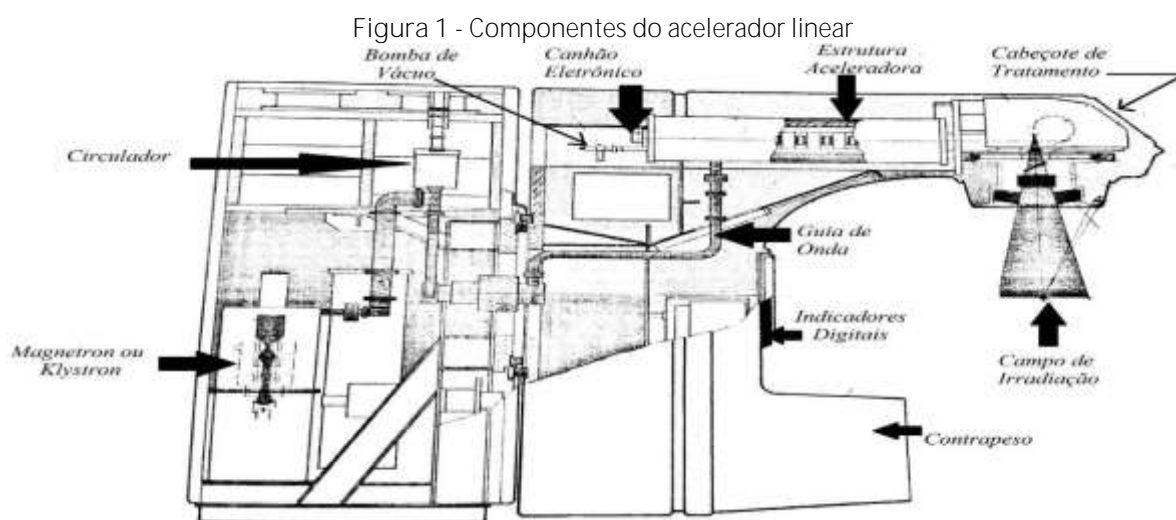 Figura 1 - Componentes do acelerador linear
Bomba de
Vácuo
Canhão
Eletrônico
Estrutura
Aceleradora
Cabeçote de
Tratamento
Circulador
Guia de
Onda
Indicadores
Digitais
Magnetron ou
Klystron
Campo de
Irradiação
Contrapeso